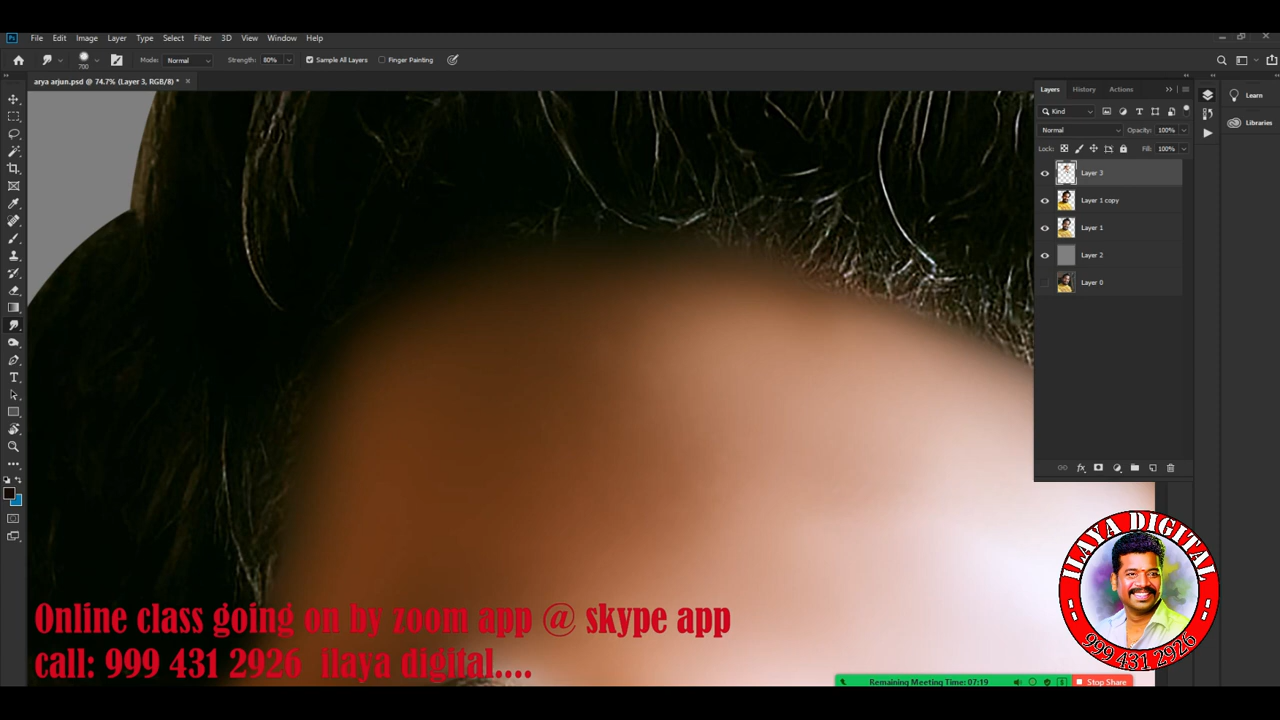 Ps File Edit Image Layer Type Select Filter 3D View Window Help
700 Mode: Normal Strength: 80% Sample All Layers Finger Painting
arya arjun.psd @ 74.7% (Layer 3, RGB/8) * ×
Layers History Actions
Kind
Normal Opacity: 100%
Lock: Fill: 100%
Layer 3
Layer 1 copy
Layer 1
Layer 2
Layer 0
Learn
Libraries
Online class going on by zoom app @ skype app
call: 999 431 2926 ilaya digital....
ILAYA DIGITAL
999 431 2926
Remaining Meeting Time: 07:19
Stop Share